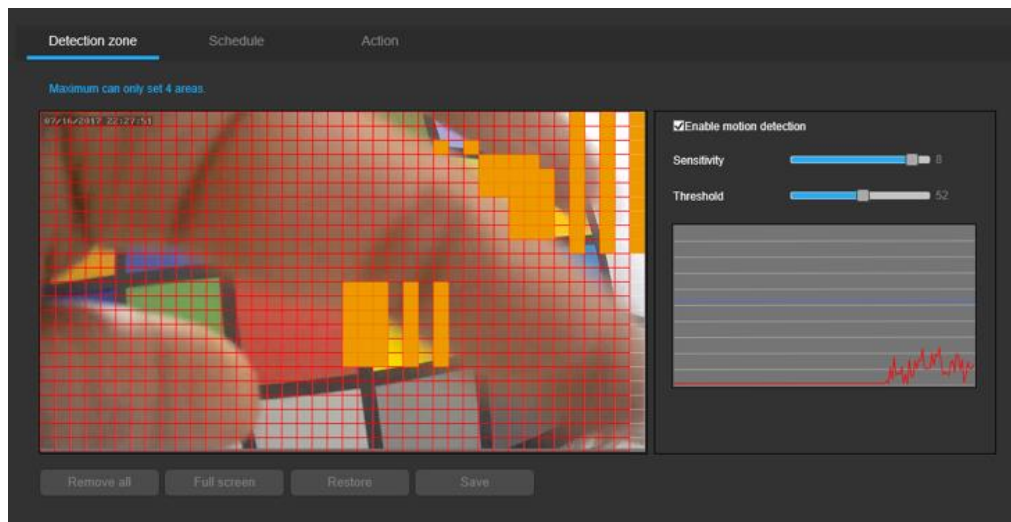 Detection zone Schedule Action
Maximum can only set 4 areas.
07/16/2017 22:27:51
Enable motion detection
Sensitivity 8
Threshold 52
Remove all Full screen Restore Save